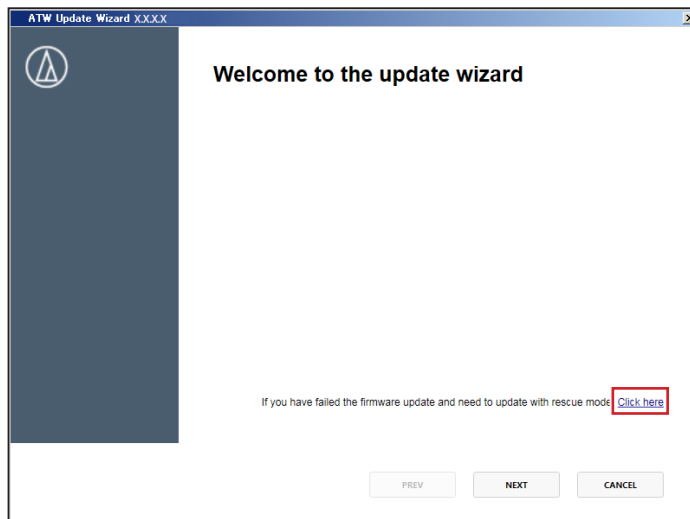 ATW Update Wizard X.X.X.X
Welcome to the update wizard
If you have failed the firmware update and need to update with rescue mode Click here
PREV
NEXT
CANCEL